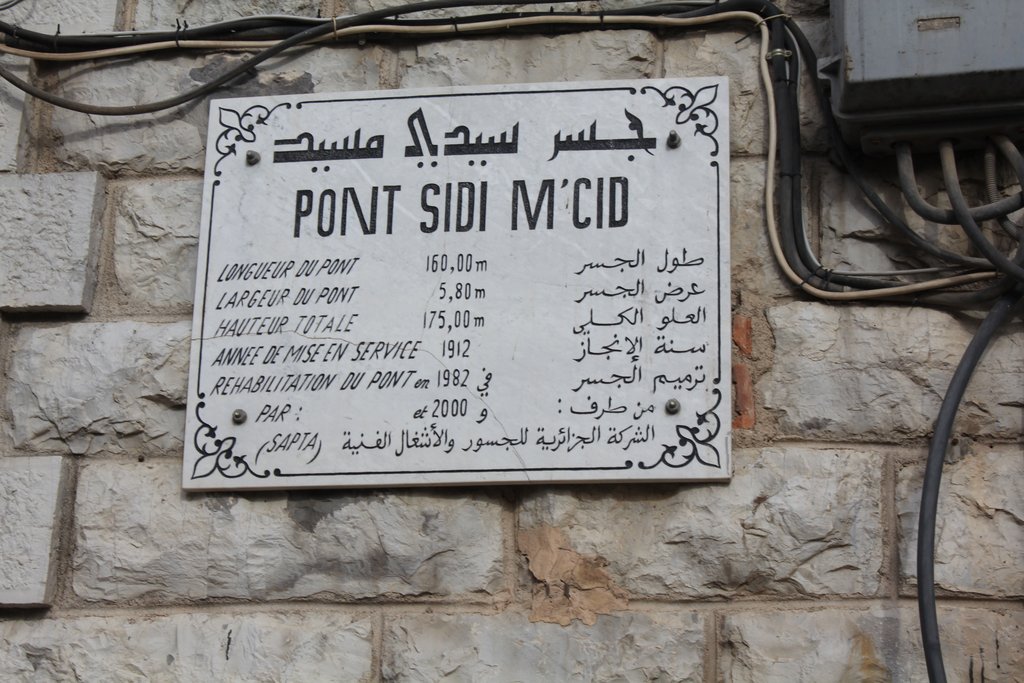 جسر سيدي مسيد
PONT SIDI M'CID
LONGUEUR DU PONT 160,00m طول الجسر
LARGEUR DU PONT 5,80m عرض الجسر
HAUTEUR TOTALE 175,00m العلو الكلي
ANNEE DE MISE EN SERVICE 1912 سنة الإنجاز
REHABILITATION DU PONT en 1982 في ترميم الجسر
PAR : et 2000 و من طرف :
(SAPTA) الشركة الجزائرية للجسور والأشغال الفنية